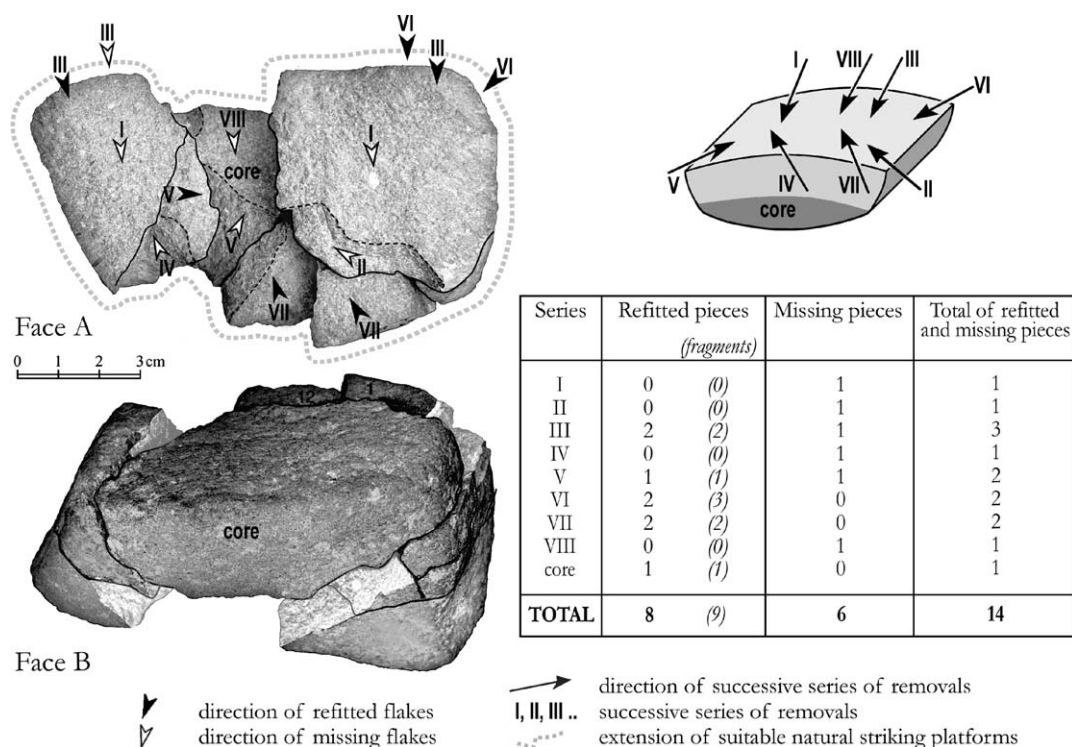 III
III
VI
III
VI
I
VIII
I
core
V
V
IV
II
VII
VII
Face A
0 1 2 3 cm
12 1
core
Face B
I VIII III
VI
V
IV VII II
core
Series Refitted pieces Missing pieces Total of refitted
(fragments) and missing pieces
I 0 (0) 1 1
II 0 (0) 1 1
III 2 (2) 1 3
IV 0 (0) 1 1
V 1 (1) 1 2
VI 2 (3) 0 2
VII 2 (2) 0 2
VIII 0 (0) 1 1
core 1 (1) 0 1
TOTAL 8 (9) 6 14
direction of refitted flakes
direction of missing flakes
direction of successive series of removals
I, II, III .. successive series of removals
extension of suitable natural striking platforms